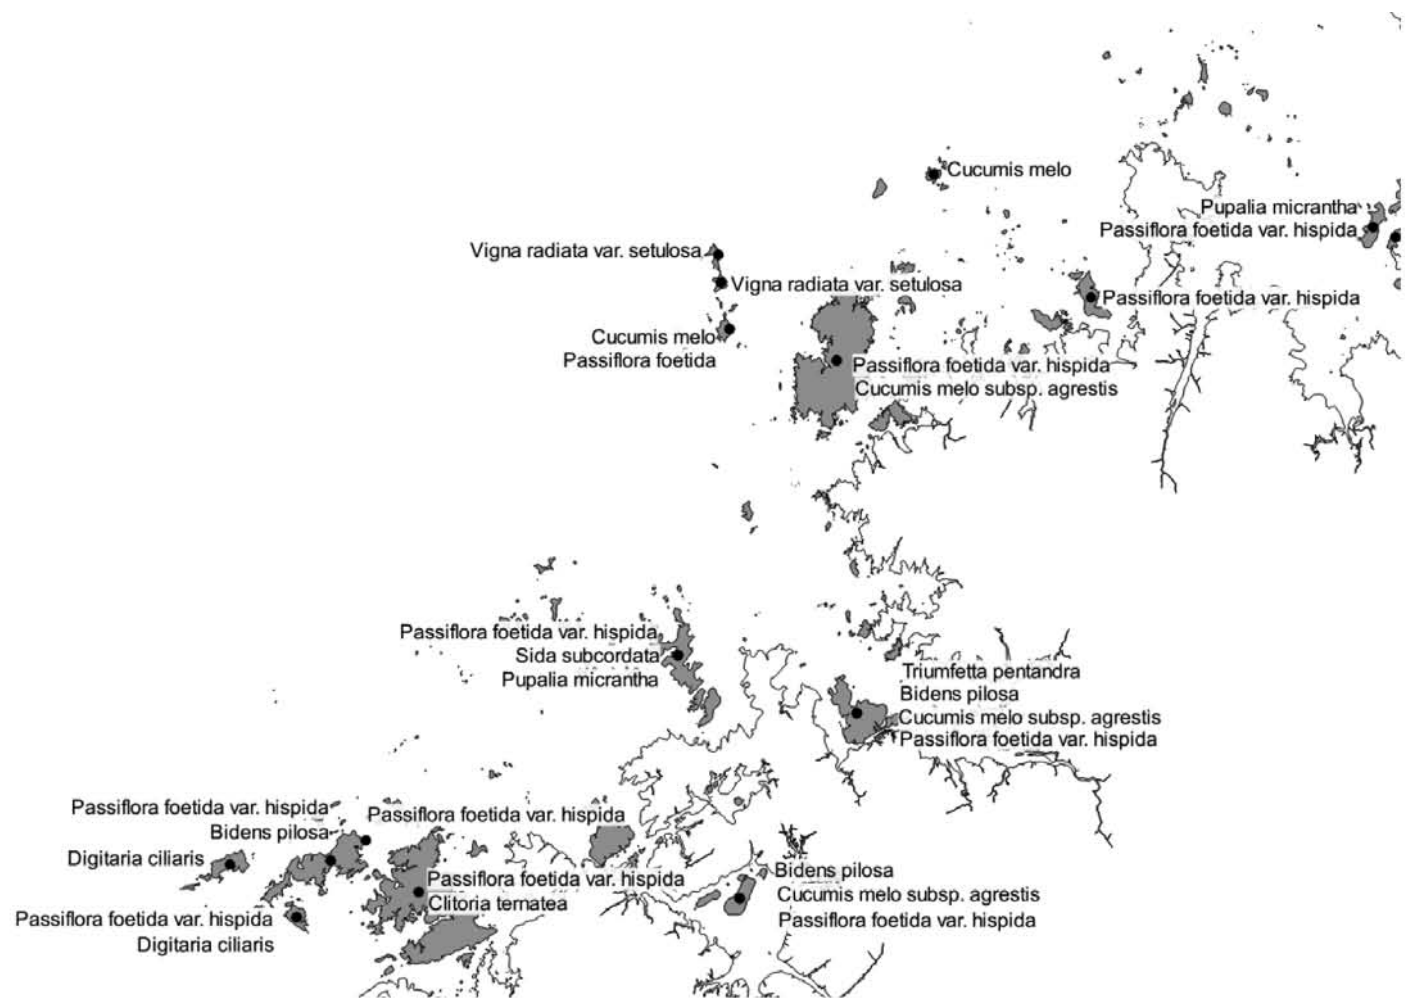 Cucumis melo
Pupalia micrantha
Passiflora foetida var. hispida
Vigna radiata var. setulosa
Vigna radiata var. setulosa
Passiflora foetida var. hispida
Cucumis melo
Passiflora foetida
Passiflora foetida var. hispida
Cucumis melo subsp. agrestis
Passiflora foetida var. hispida
Sida subcordata
Pupalia micrantha
Triumfetta pentandra
Bidens pilosa
Cucumis melo subsp. agrestis
Passiflora foetida var. hispida
Passiflora foetida var. hispida
Bidens pilosa
Passiflora foetida var. hispida
Digitaria ciliaris
Passiflora foetida var. hispida
Clitoria ternatea
Bidens pilosa
Cucumis melo subsp. agrestis
Passiflora foetida var. hispida
Passiflora foetida var. hispida
Digitaria ciliaris